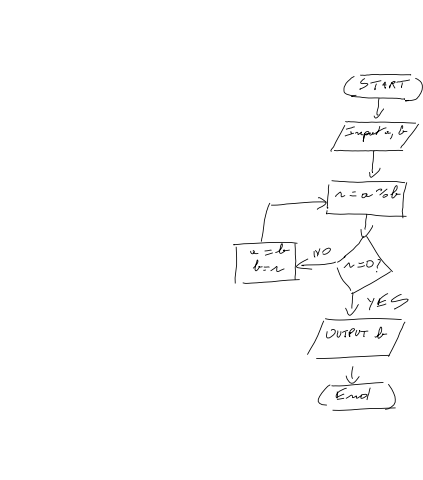 START
Input a, b
r = a % b
r = 0?
NO
a = b
b = r
YES
OUTPUT b
End